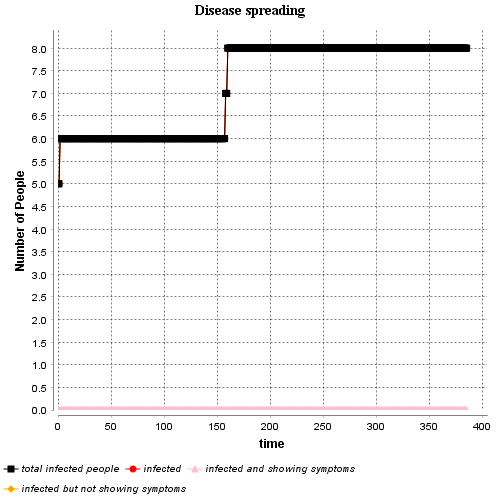 Disease spreading
8.0
7.5
7.0
6.5
6.0
5.5
5.0
4.5
4.0
3.5
3.0
2.5
2.0
1.5
1.0
0.5
0.0
Number of People
0 50 100 150 200 250 300 350 400
time
total infected people infected infected and showing symptoms
infected but not showing symptoms